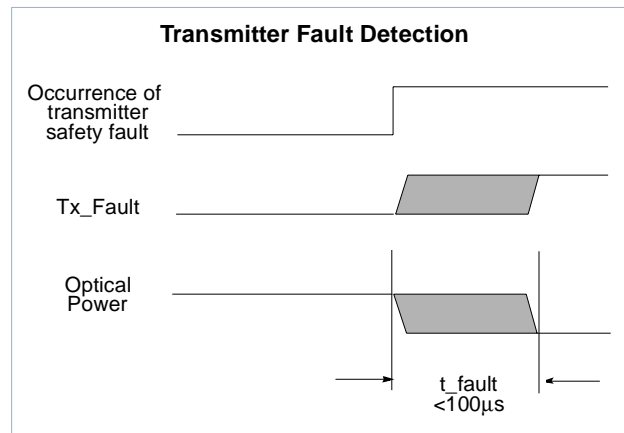 Transmitter Fault Detection
Occurrence of
transmitter
safety fault
Tx_Fault
Optical
Power
t_fault
<100μs